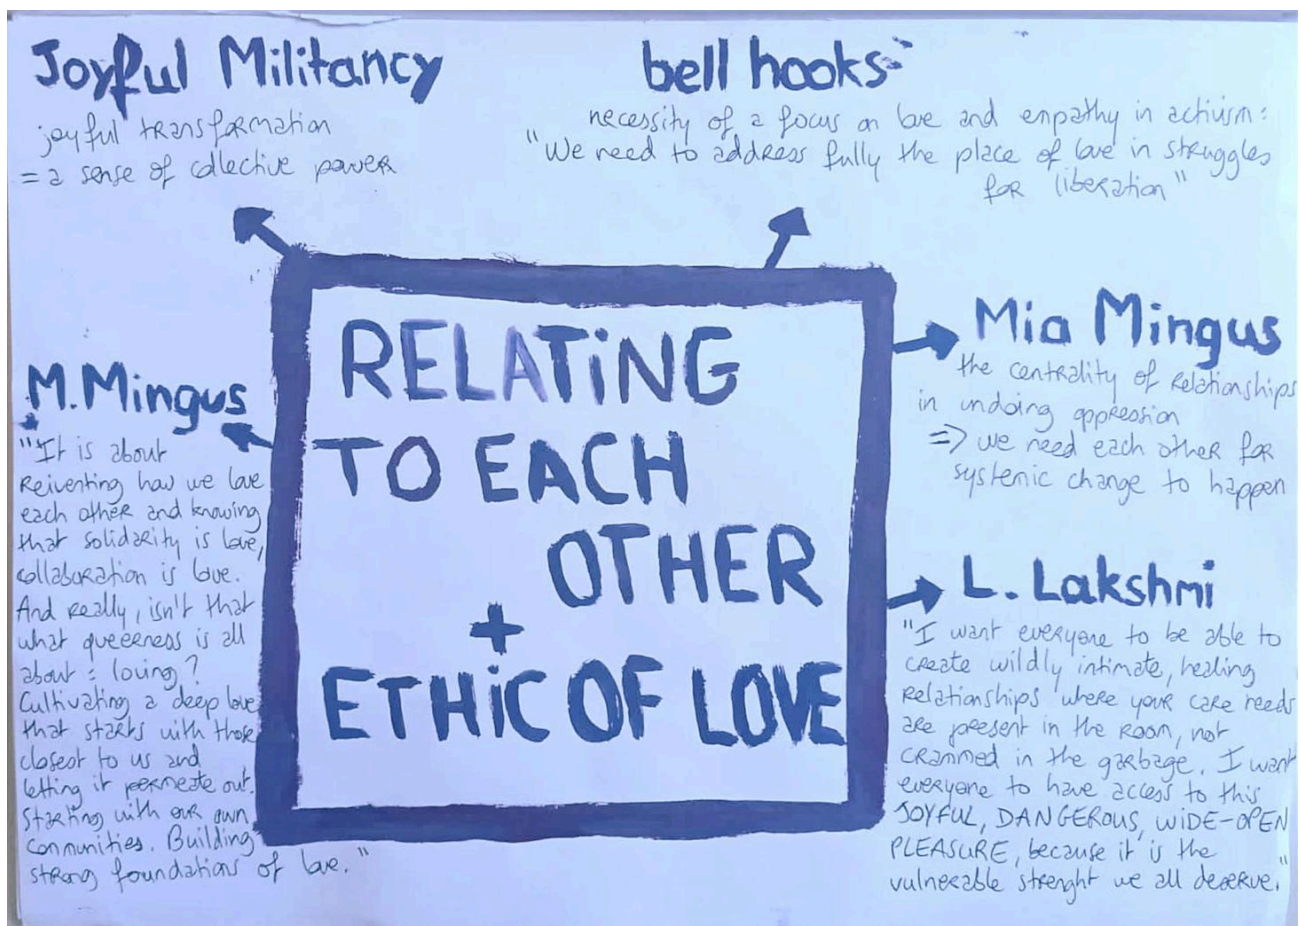 Joyful Militancy
joyful transformation
= a sense of collective power
bell hooks
necessity of a focus on love and empathy in activism :
"We need to address fully the place of love in struggles
for liberation"
RELATiNG
TO EACH
OTHER
+
ETHiC OF LOVE
M. Mingus
"It is about
Reiventing how we love
each other and knowing
that solidarity is love,
collaboration is love.
And really, isn't that
what queerness is all
about : loving ?
Cultivating a deep love
that starts with those
closest to us and
letting it permeate out.
Starting with our own
communities. Building
strong foundations of love."
Mia Mingus
the centrality of relationships
in undoing oppression
=> we need each other for
systemic change to happen
L. Lakshmi
"I want everyone to be able to
create wildly intimate, healing
relationships where your care needs
are present in the room, not
crammed in the garbage. I want
everyone to have access to this
JOYFUL, DANGEROUS, WIDE-OPEN
PLEASURE, because it is the
vulnerable strenght we all deserve."